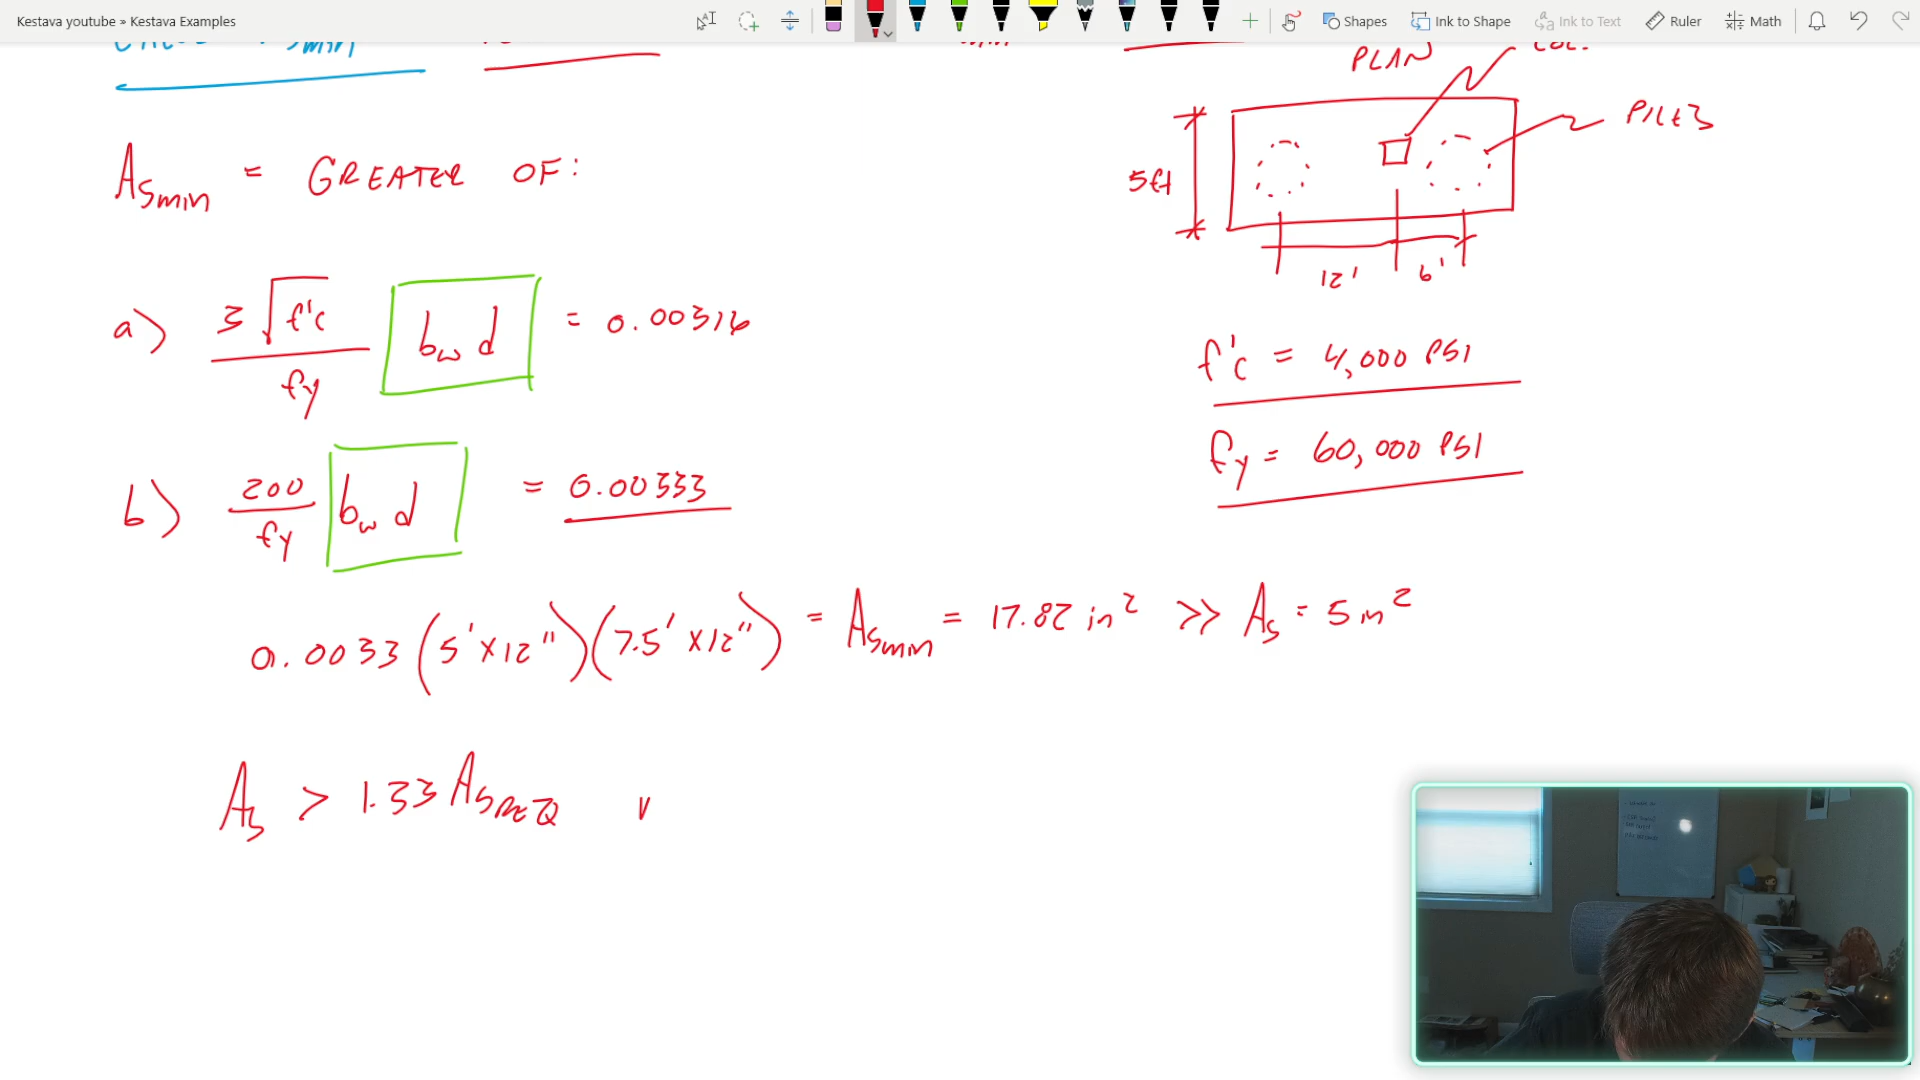 Kestava youtube » Kestava Examples
Shapes
Ink to Shape
Ink to Text
Ruler
Math
PLAN
PILES
5ft
12'
6'
Asmin = GREATER OF:
a) 3√f'c / fy bw d = 0.00316
b) 200 / fy bw d = 0.00333
f'c = 4,000 PSI
fy = 60,000 PSI
0.0033 (5'x12") (7.5'x12") = Asmin = 17.82 in² >> As = 5 in²
As > 1.33 AsREQ